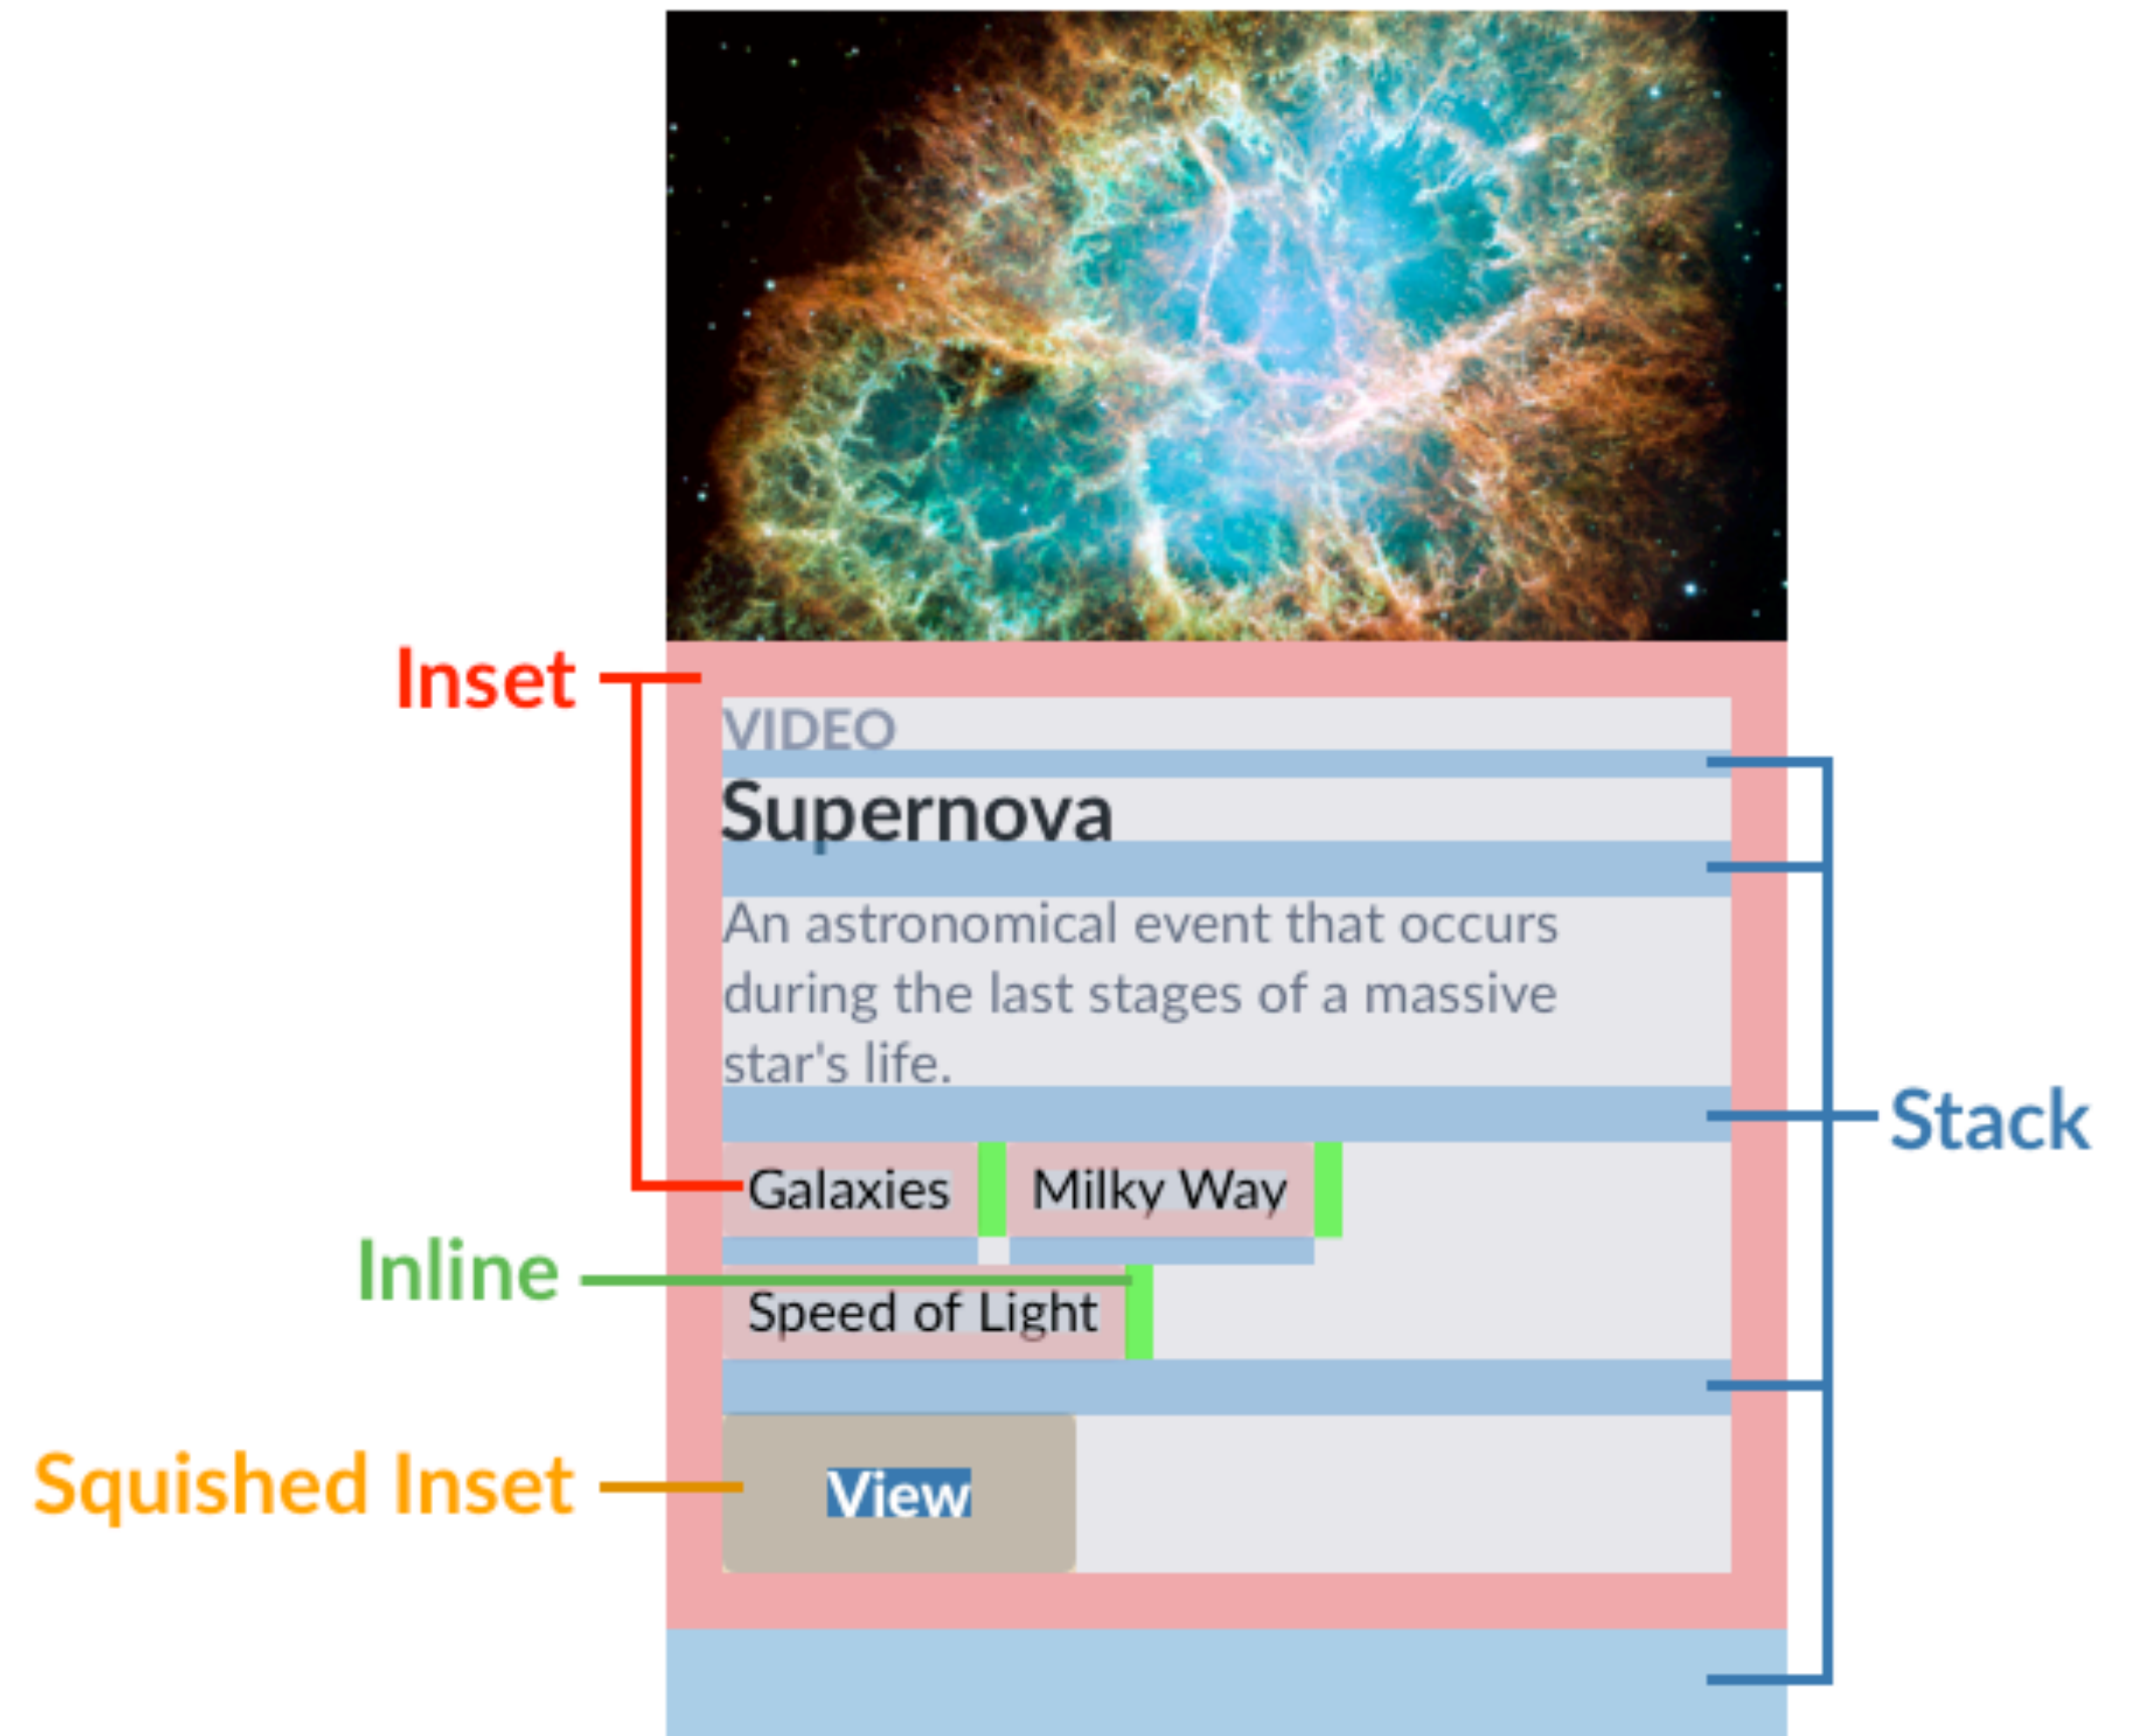 Inset
VIDEO
Supernova
An astronomical event that occurs
during the last stages of a massive
star's life.
Stack
Galaxies Milky Way
Inline
Speed of Light
Squished Inset
View